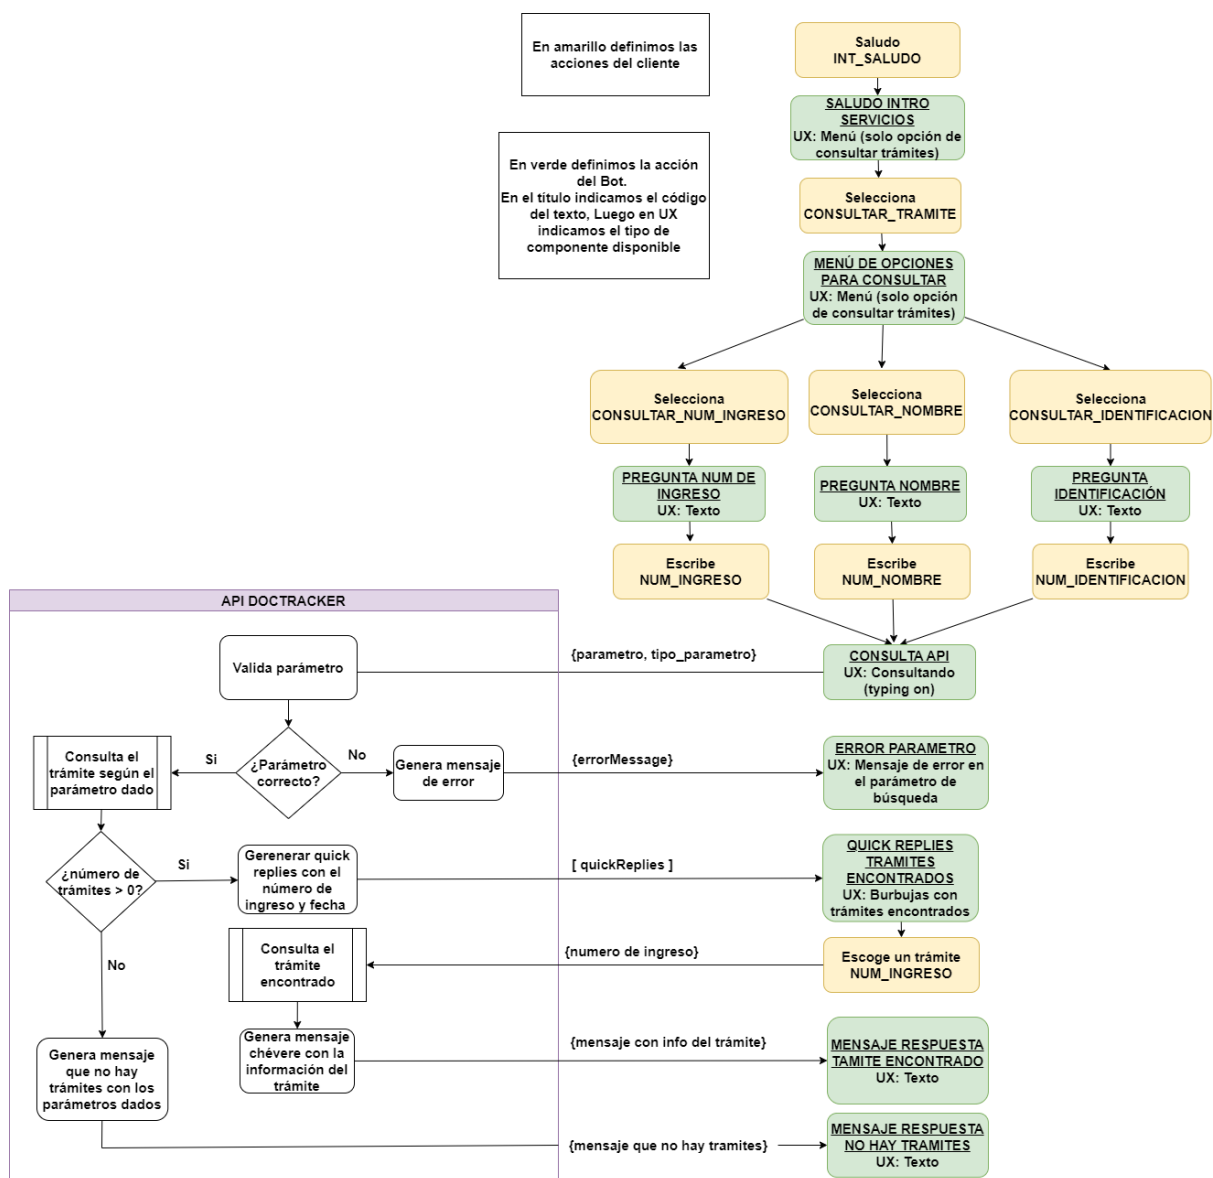 En amarillo definimos las
acciones del cliente
Saludo
INT_SALUDO
SALUDO INTRO
SERVICIOS
UX: Menú (solo opción de
consultar trámites)
En verde definimos la acción
del Bot.
En el título indicamos el código
del texto, Luego en UX
indicamos el tipo de
componente disponible
Selecciona
CONSULTAR_TRAMITE
MENÚ DE OPCIONES
PARA CONSULTAR
UX: Menú (solo opción
de consultar trámites)
Selecciona
CONSULTAR_NUM_INGRESO
Selecciona
CONSULTAR_NOMBRE
Selecciona
CONSULTAR_IDENTIFICACION
PREGUNTA NUM DE
INGRESO
UX: Texto
PREGUNTA NOMBRE
UX: Texto
PREGUNTA
IDENTIFICACIÓN
UX: Texto
Escribe
NUM_INGRESO
Escribe
NUM_NOMBRE
Escribe
NUM_IDENTIFICACION
API DOCTRACKER
Valida parámetro
{parametro, tipo_parametro}
CONSULTA API
UX: Consultando
(typing on)
Consulta el
trámite según el
parámetro dado
Si
¿Parámetro
correcto?
No
Genera mensaje
de error
{errorMessage}
ERROR PARAMETRO
UX: Mensaje de error en
el parámetro de
búsqueda
¿número de
trámites > 0?
Si
Gerenerar quick
replies con el
número de
ingreso y fecha
[ quickReplies ]
QUICK REPLIES
TRAMITES
ENCONTRADOS
UX: Burbujas con
trámites encontrados
No
Consulta el
trámite
encontrado
{numero de ingreso}
Escoge un trámite
NUM_INGRESO
Genera mensaje
que no hay
trámites con los
parámetros dados
Genera mensaje
chévere con la
información del
trámite
{mensaje con info del trámite}
MENSAJE RESPUESTA
TAMITE ENCONTRADO
UX: Texto
{mensaje que no hay tramites}
MENSAJE RESPUESTA
NO HAY TRAMITES
UX: Texto